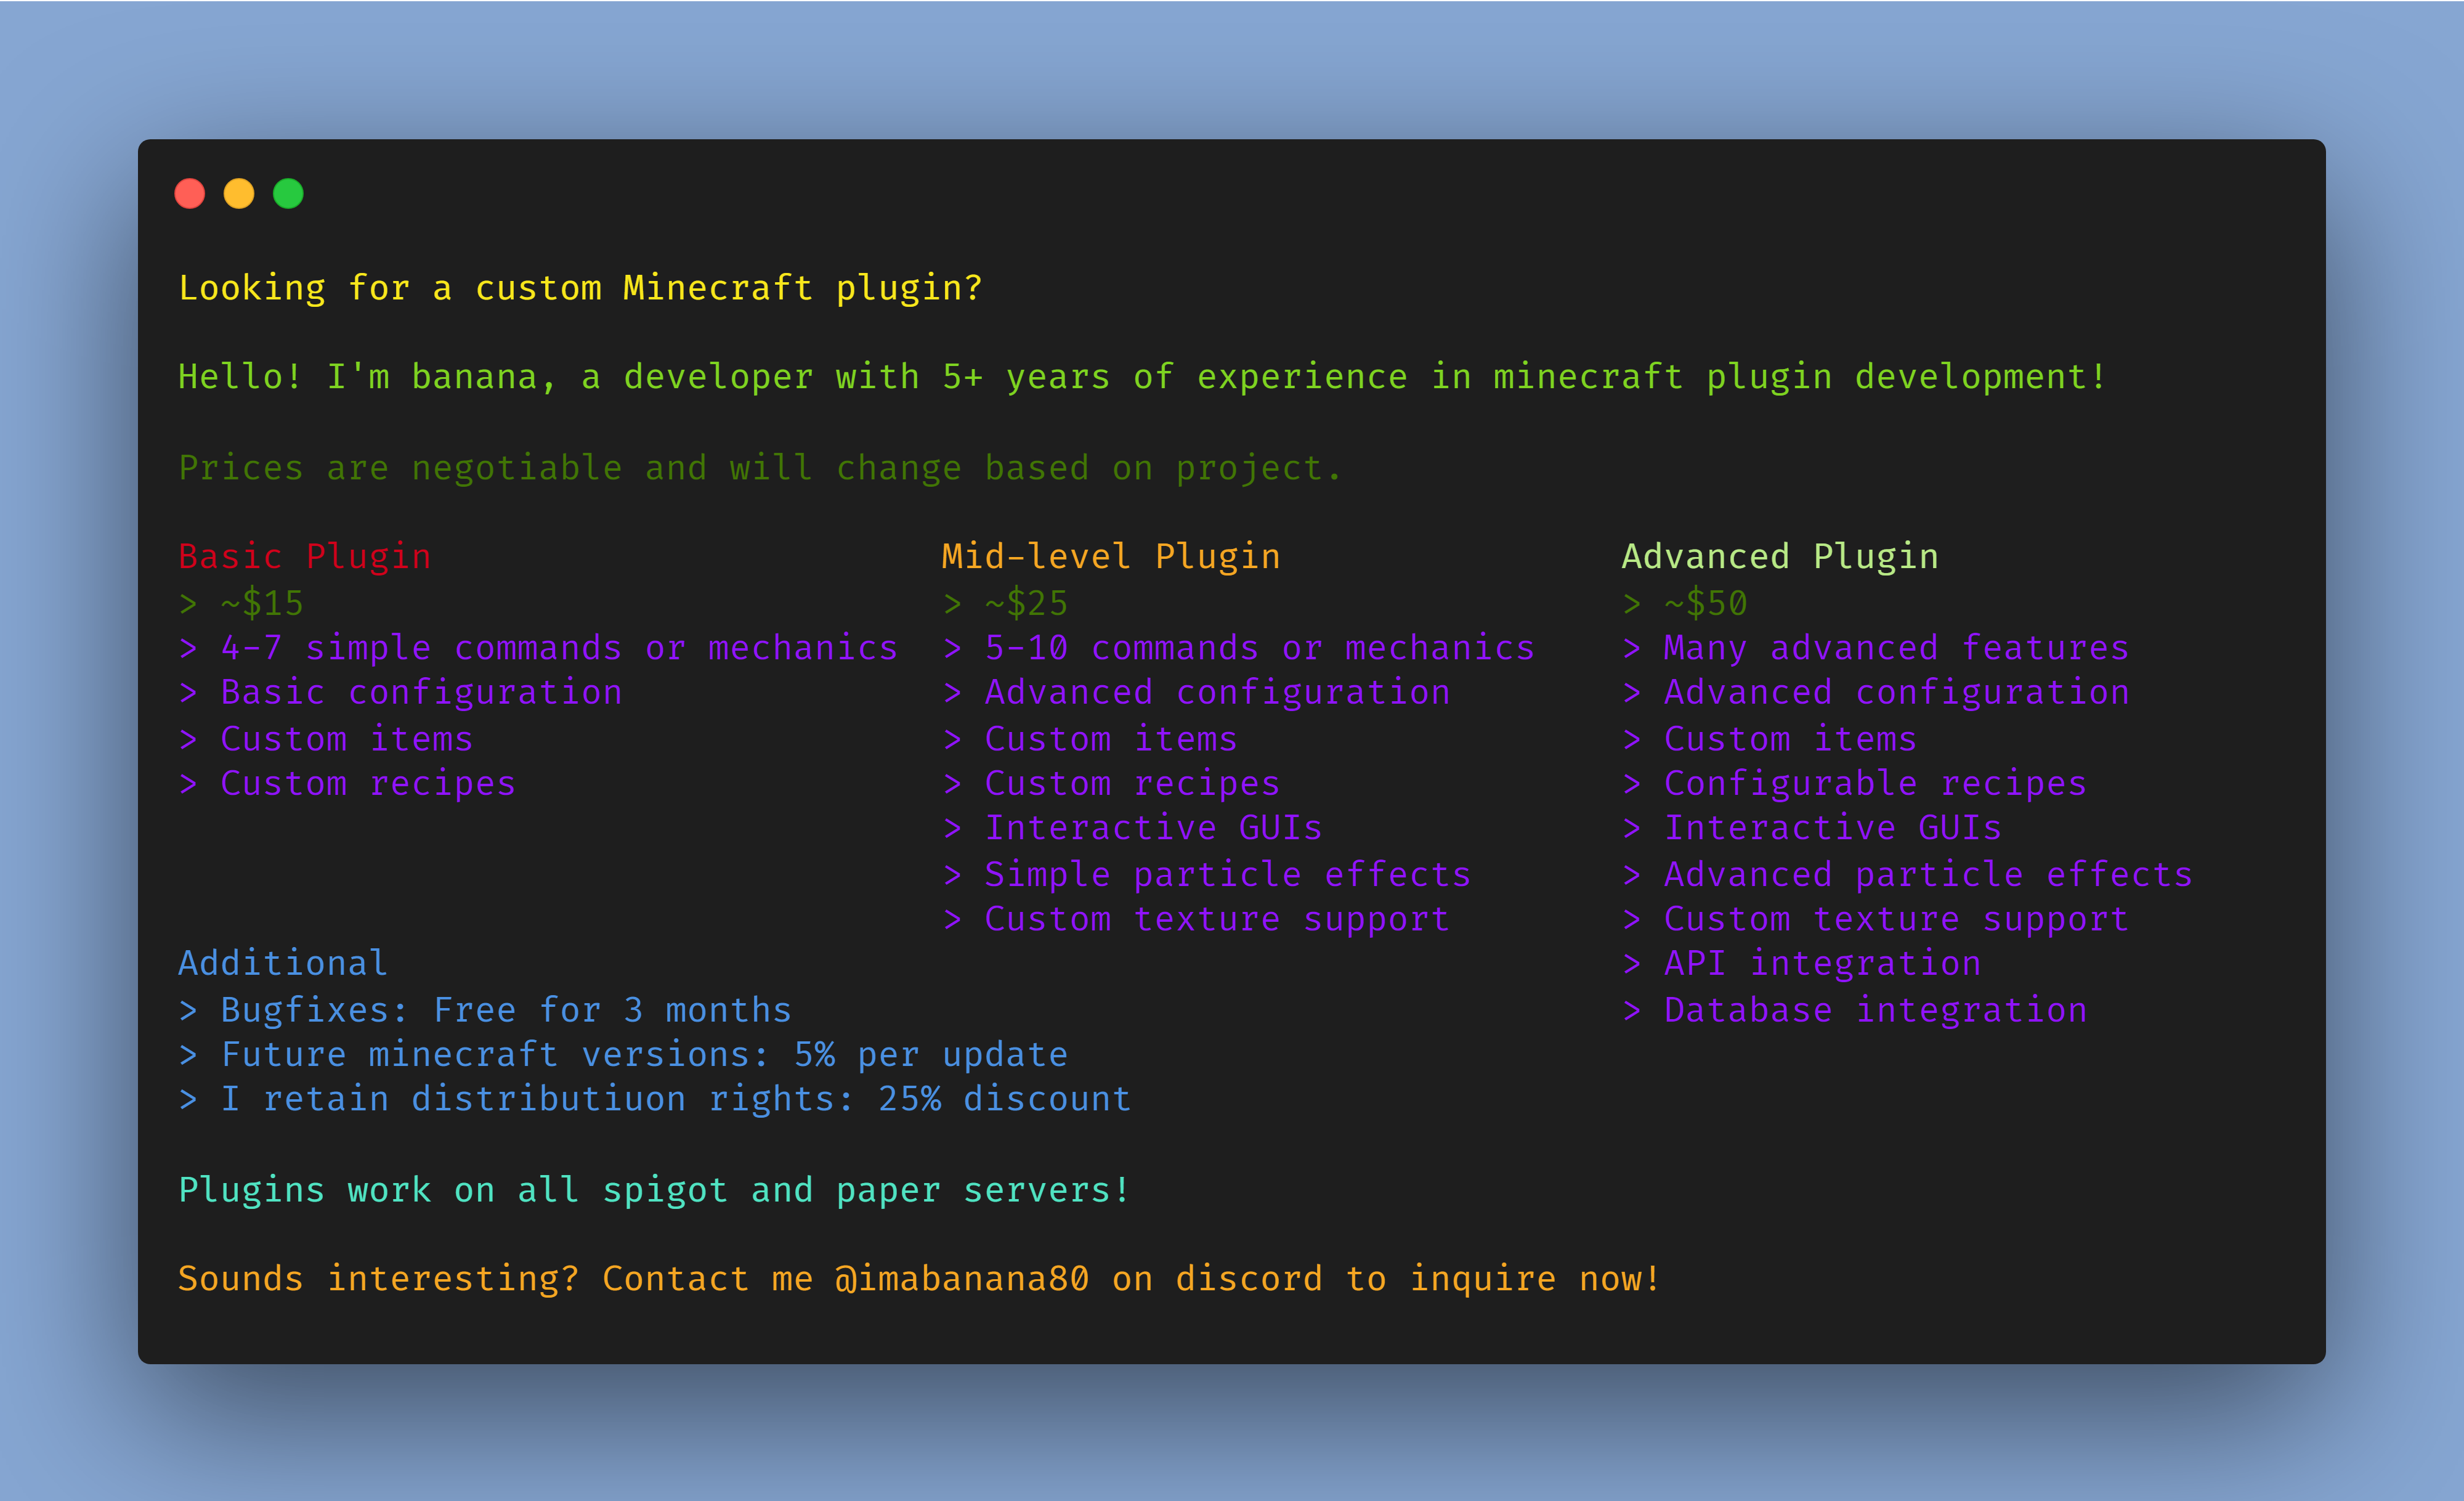 Looking for a custom Minecraft plugin?
Hello! I'm banana, a developer with 5+ years of experience in minecraft plugin development!
Prices are negotiable and will change based on project.
Basic Plugin
> ~$15
> 4-7 simple commands or mechanics
> Basic configuration
> Custom items
> Custom recipes
Mid-level Plugin
> ~$25
> 5-10 commands or mechanics
> Advanced configuration
> Custom items
> Custom recipes
> Interactive GUIs
> Simple particle effects
> Custom texture support
Advanced Plugin
> ~$50
> Many advanced features
> Advanced configuration
> Custom items
> Configurable recipes
> Interactive GUIs
> Advanced particle effects
> Custom texture support
> API integration
> Database integration
Additional
> Bugfixes: Free for 3 months
> Future minecraft versions: 5% per update
> I retain distributiuon rights: 25% discount
Plugins work on all spigot and paper servers!
Sounds interesting? Contact me @imabanana80 on discord to inquire now!